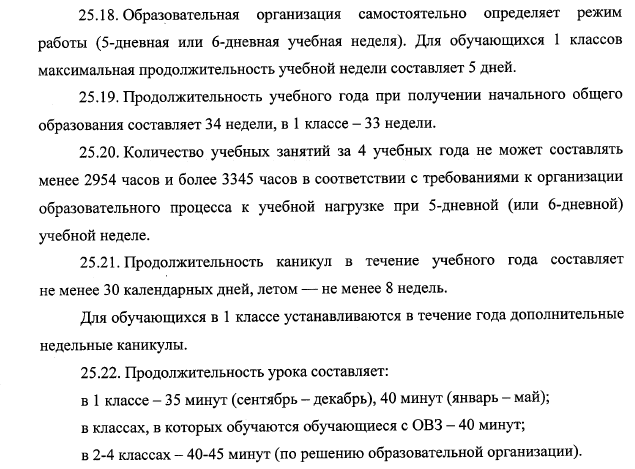 25.18. Образовательная организация самостоятельно определяет режим
работы (5-дневная или 6-дневная учебная неделя). Для обучающихся 1 классов
максимальная продолжительность учебной недели составляет 5 дней.
25.19. Продолжительность учебного года при получении начального общего
образования составляет 34 недели, в 1 классе – 33 недели.
25.20. Количество учебных занятий за 4 учебных года не может составлять
менее 2954 часов и более 3345 часов в соответствии с требованиями к организации
образовательного процесса к учебной нагрузке при 5-дневной (или 6-дневной)
учебной неделе.
25.21. Продолжительность каникул в течение учебного года составляет
не менее 30 календарных дней, летом — не менее 8 недель.
Для обучающихся в 1 классе устанавливаются в течение года дополнительные
недельные каникулы.
25.22. Продолжительность урока составляет:
в 1 классе – 35 минут (сентябрь – декабрь), 40 минут (январь – май);
в классах, в которых обучаются обучающиеся с ОВЗ – 40 минут;
в 2-4 классах – 40-45 минут (по решению образовательной организации).